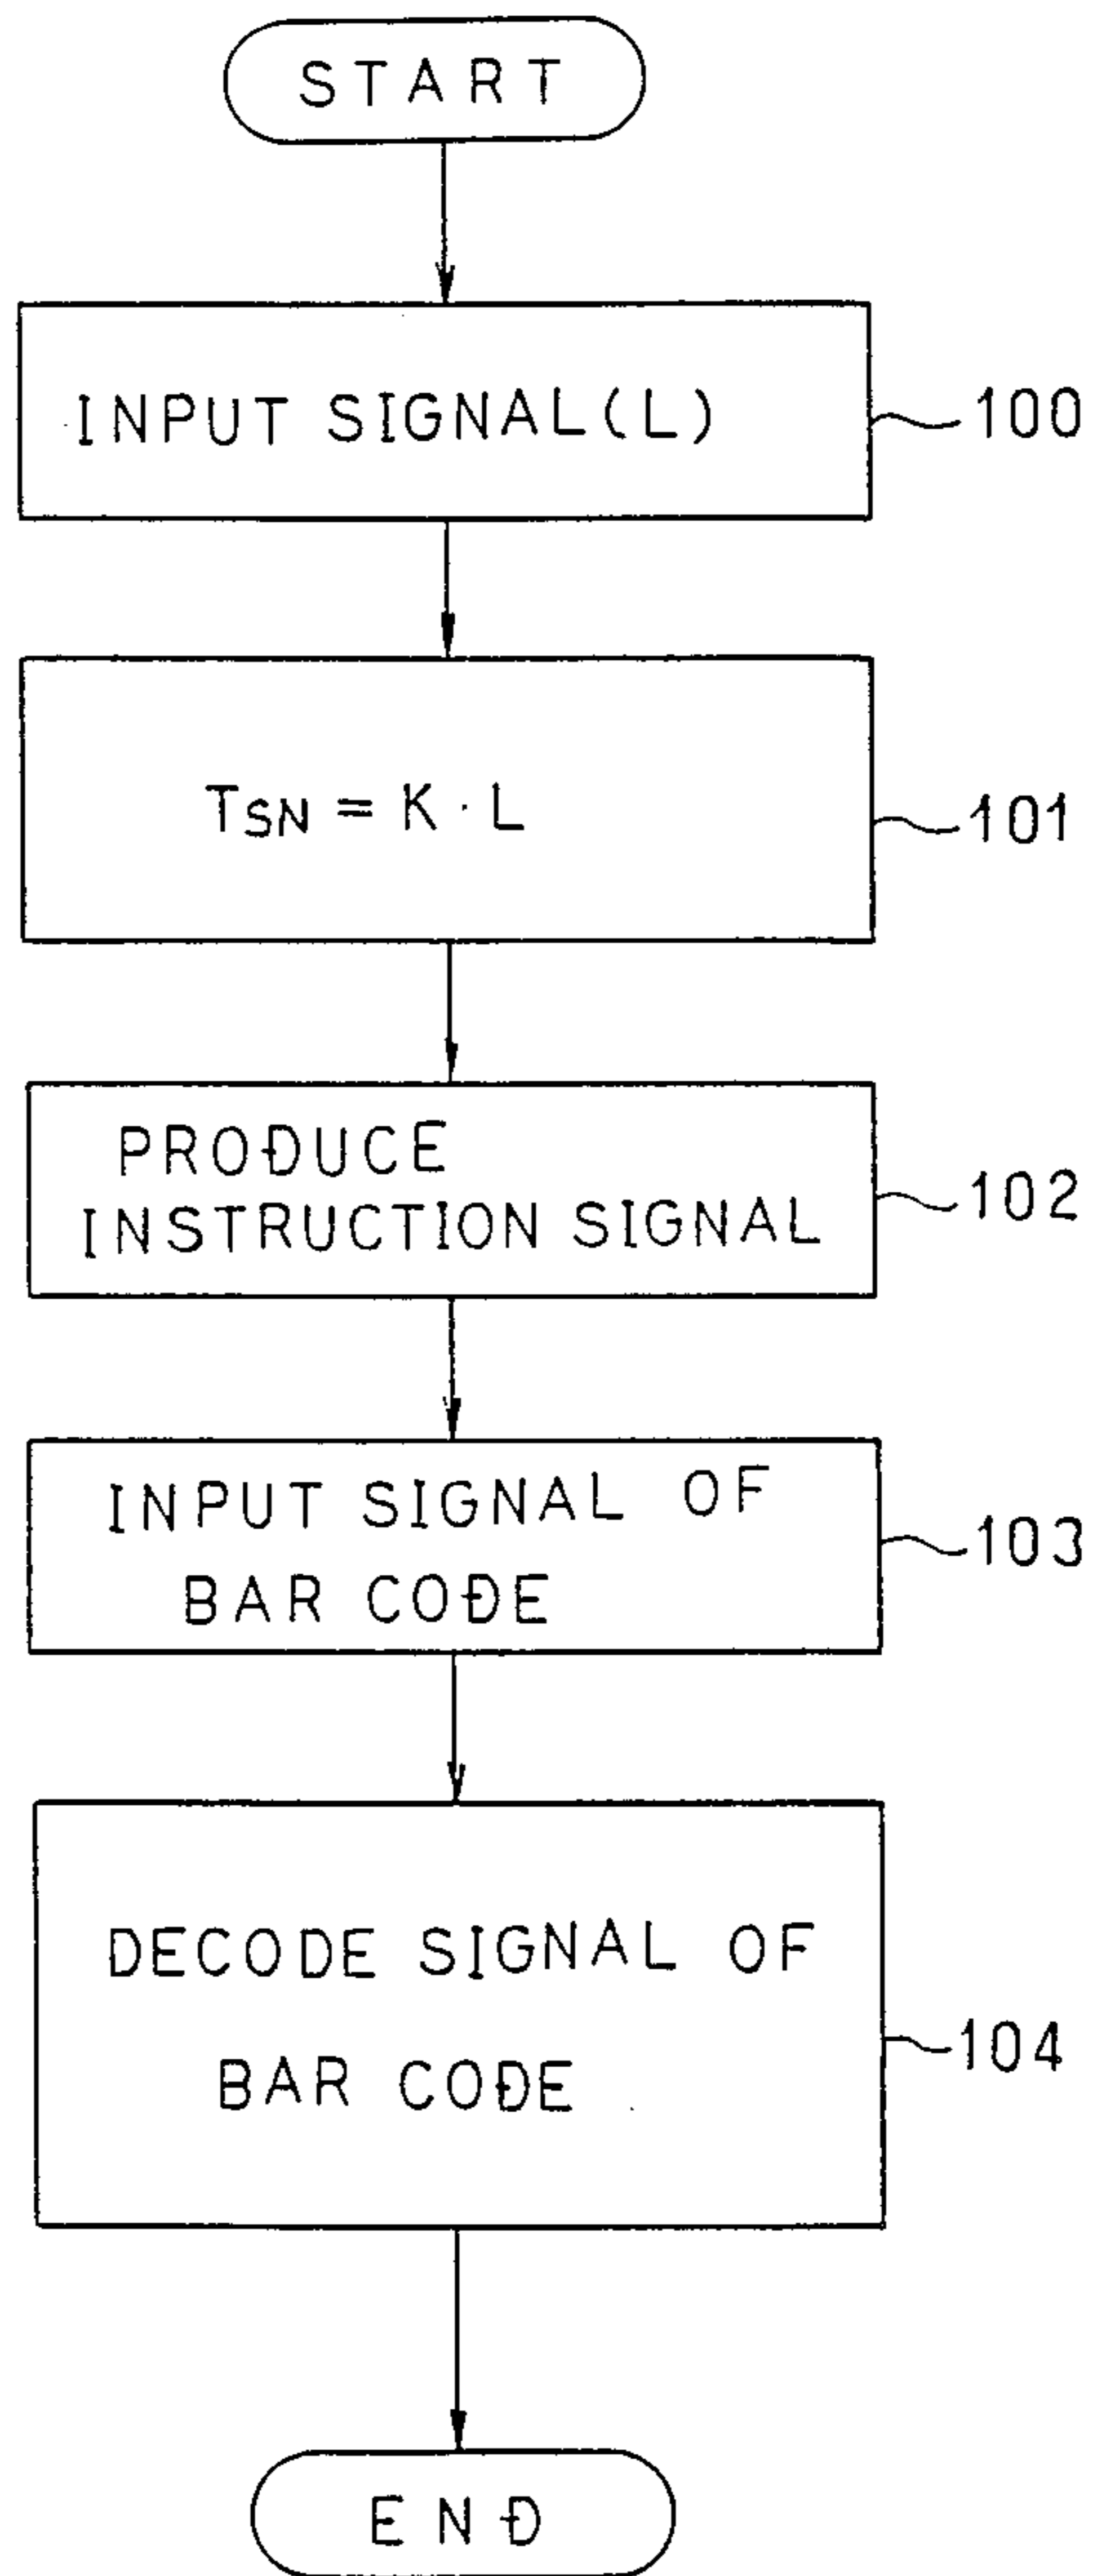 START
INPUT SIGNAL(L)
100
TSN = K · L
101
PRODUCE
INSTRUCTION SIGNAL
102
INPUT SIGNAL OF
BAR CODE
103
DECODE SIGNAL OF
BAR CODE
104
END